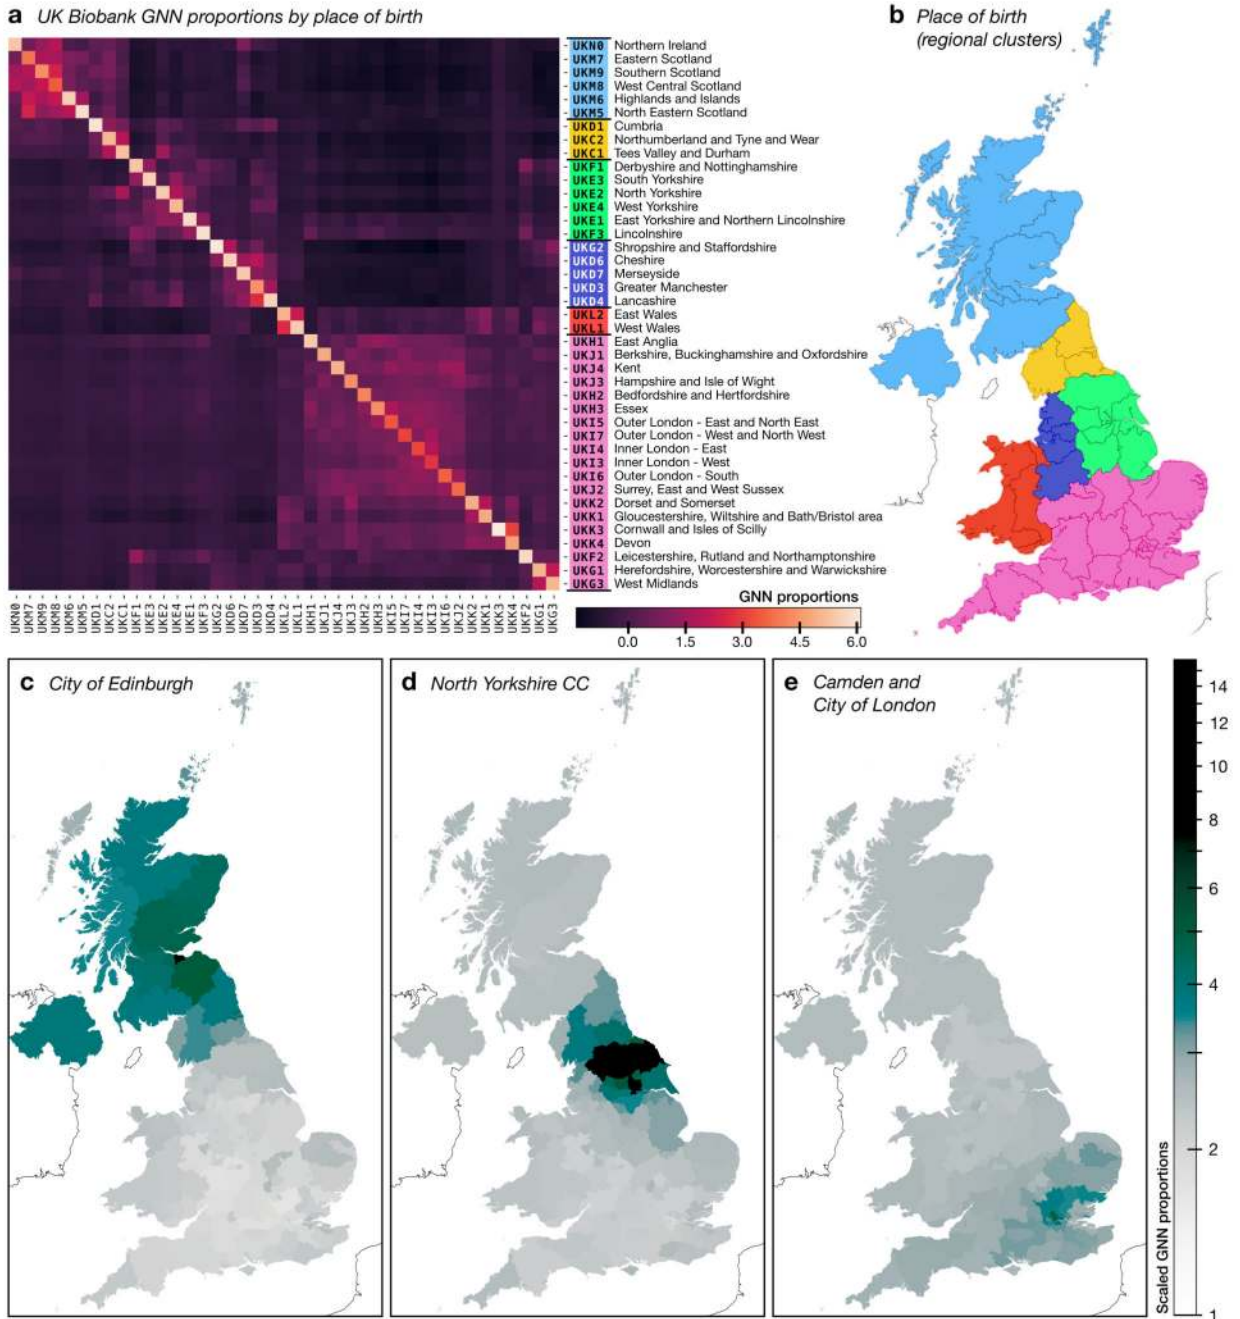 a UK Biobank GNN proportions by place of birth
b Place of birth
(regional clusters)
UKN0 Northern Ireland
UKM7 Eastern Scotland
UKM9 Southern Scotland
UKM8 West Central Scotland
UKM6 Highlands and Islands
UKM5 North Eastern Scotland
UKD1 Cumbria
UKC2 Northumberland and Tyne and Wear
UKC1 Tees Valley and Durham
UKF1 Derbyshire and Nottinghamshire
UKE3 South Yorkshire
UKE2 North Yorkshire
UKE4 West Yorkshire
UKE1 East Yorkshire and Northern Lincolnshire
UKF3 Lincolnshire
UKG2 Shropshire and Staffordshire
UKD6 Cheshire
UKD7 Merseyside
UKD3 Greater Manchester
UKD4 Lancashire
UKL2 East Wales
UKL1 West Wales
UKH1 East Anglia
UKJ1 Berkshire, Buckinghamshire and Oxfordshire
UKJ4 Kent
UKJ3 Hampshire and Isle of Wight
UKH2 Bedfordshire and Hertfordshire
UKH3 Essex
UKI5 Outer London - East and North East
UKI7 Outer London - West and North West
UKI4 Inner London - East
UKI3 Inner London - West
UKI6 Outer London - South
UKJ2 Surrey, East and West Sussex
UKK2 Dorset and Somerset
UKK1 Gloucestershire, Wiltshire and Bath/Bristol area
UKK3 Cornwall and Isles of Scilly
UKK4 Devon
UKF2 Leicestershire, Rutland and Northamptonshire
UKG1 Herefordshire, Worcestershire and Warwickshire
UKG3 West Midlands
UKN0 UKM7 UKM9 UKM8 UKM6 UKM5 UKD1 UKC2 UKC1 UKF1 UKE3 UKE2 UKE4 UKE1 UKF3 UKG2 UKD6 UKD7 UKD3 UKD4 UKL2 UKL1 UKH1 UKJ1 UKJ4 UKJ3 UKH2 UKH3 UKI5 UKI7 UKI4 UKI3 UKI6 UKJ2 UKK2 UKK1 UKK3 UKK4 UKF2 UKG1 UKG3
GNN proportions
0.0 1.5 3.0 4.5 6.0
c City of Edinburgh
d North Yorkshire CC
e Camden and
City of London
14
12
10
8
6
4
2
1
Scaled GNN proportions